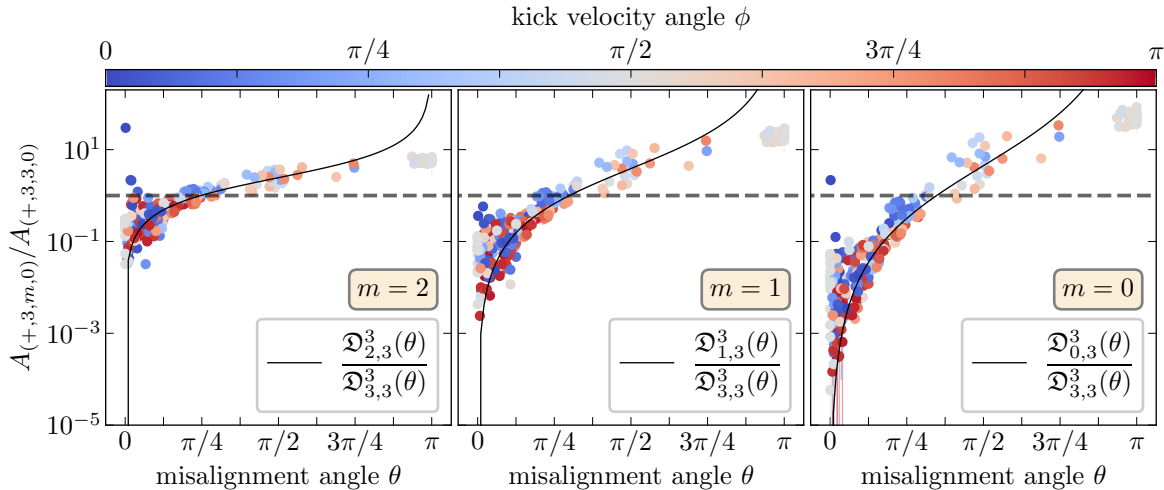 kick velocity angle ϕ
0 π/4 π/2 3π/4 π
A_(+,3,m,0)/A_(+,3,3,0)
10^1
10^−1
10^−3
10^−5
m = 2
𝔇^3_{2,3}(θ)
𝔇^3_{3,3}(θ)
m = 1
𝔇^3_{1,3}(θ)
𝔇^3_{3,3}(θ)
m = 0
𝔇^3_{0,3}(θ)
𝔇^3_{3,3}(θ)
0 π/4 π/2 3π/4 π
0 π/4 π/2 3π/4 π
0 π/4 π/2 3π/4 π
misalignment angle θ
misalignment angle θ
misalignment angle θ